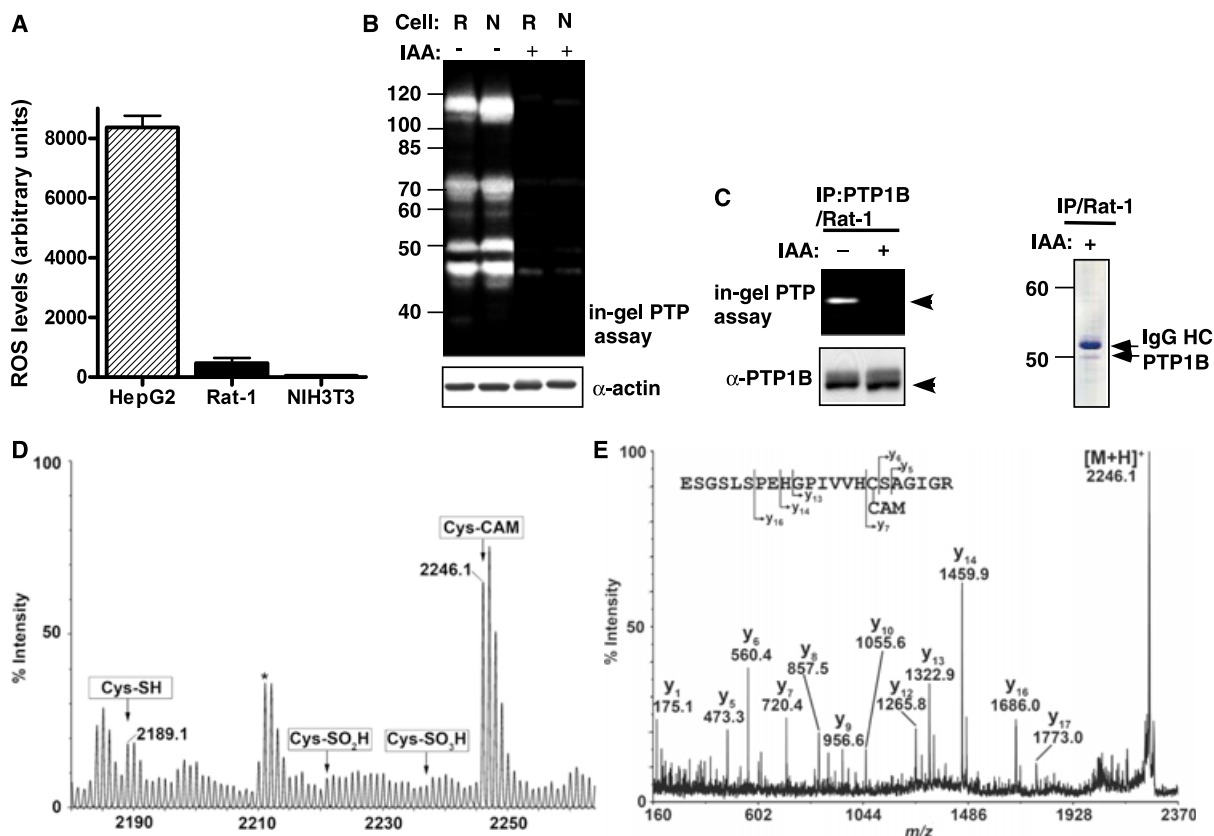 A
ROS levels (arbitrary units)
8000
6000
4000
2000
0
HepG2 Rat-1 NIH3T3
B
Cell: R N R N
IAA: - - + +
120
100
85
70
60
50
40
in-gel PTP
assay
α-actin
C
IP:PTP1B
/Rat-1
IAA: – +
in-gel PTP
assay
α-PTP1B
IP/Rat-1
IAA: +
60
50
IgG HC
PTP1B
D
% Intensity
100
50
0
Cys-SH
2189.1
*
Cys-SO₂H
Cys-SO₃H
Cys-CAM
2246.1
2190 2210 2230 2250
E
% Intensity
100
50
0
ESGSLSPEHGPIVVHCSAGIGR
CAM
y₆
y₅
y₁₃
y₁₄
y₁₆
y₇
[M+H]⁺
2246.1
y₁
175.1
y₅
473.3
y₆
560.4
y₇
720.4
y₈
857.5
y₉
956.6
y₁₀
1055.6
y₁₂
1265.8
y₁₃
1322.9
y₁₄
1459.9
y₁₆
1686.0
y₁₇
1773.0
160 602 1044 1486 1928 2370
m/z